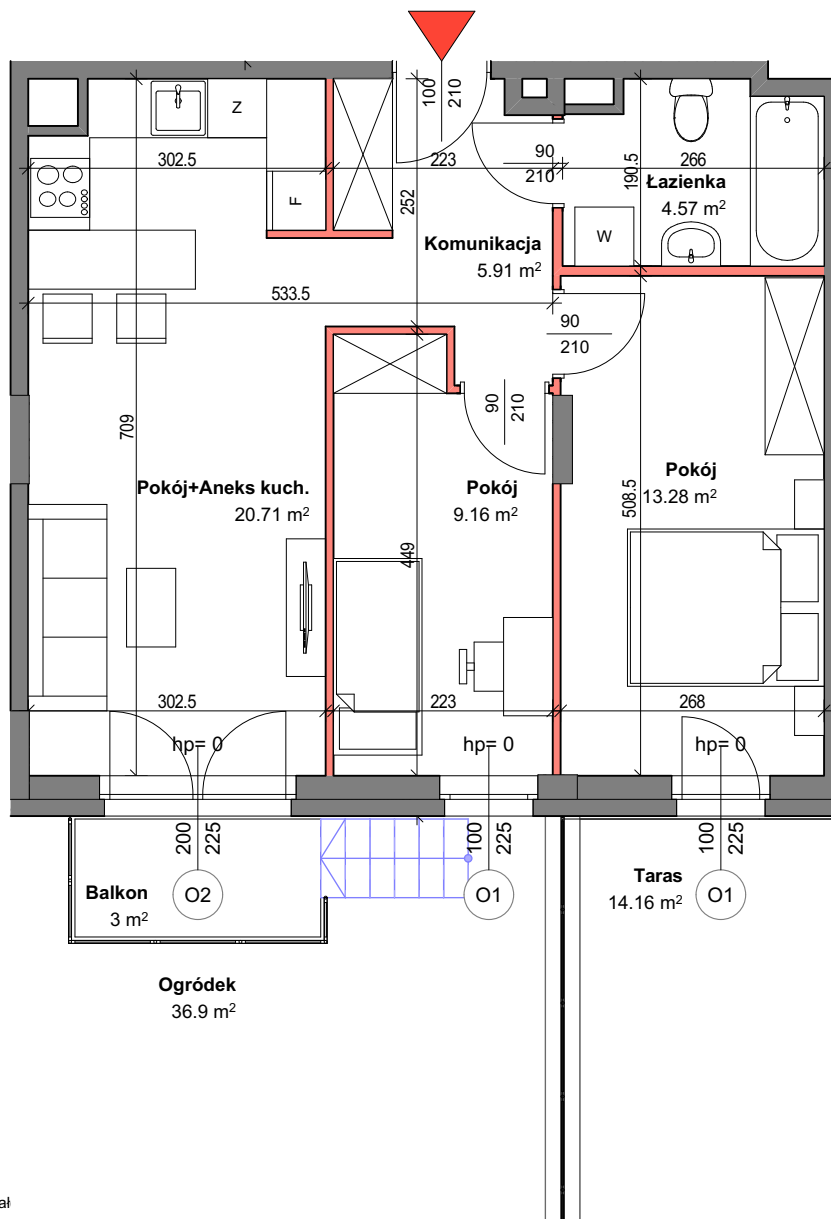 100
210
Z
302.5
223
90
210
190.5
266
Łazienka
4.57 m²
F
252
W
Komunikacja
5.91 m²
533.5
90
210
90
210
709
Pokój+Aneks kuch.
20.71 m²
Pokój
9.16 m²
Pokój
13.28 m²
508.5
449
302.5
223
268
hp= 0
hp= 0
hp= 0
200
225
100
225
100
225
Balkon
3 m²
O2
O1
Taras
14.16 m²
O1
Ogródek
36.9 m²
ał